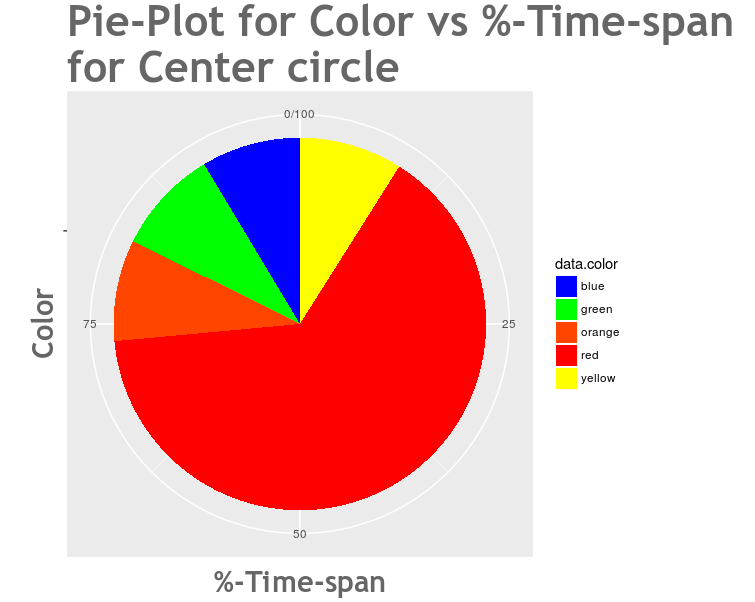 Pie-Plot for Color vs %-Time-span
for Center circle
0/100
75
25
50
Color
%-Time-span
data.color
blue
green
orange
red
yellow